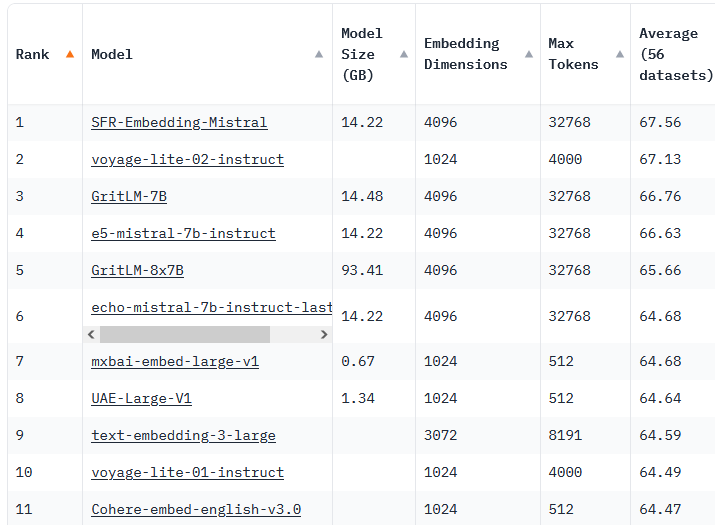 Rank Model Model Size (GB) Embedding Dimensions Max Tokens Average (56 datasets)
1 SFR-Embedding-Mistral 14.22 4096 32768 67.56
2 voyage-lite-02-instruct 1024 4000 67.13
3 GritLM-7B 14.48 4096 32768 66.76
4 e5-mistral-7b-instruct 14.22 4096 32768 66.63
5 GritLM-8x7B 93.41 4096 32768 65.66
6 echo-mistral-7b-instruct-last 14.22 4096 32768 64.68
7 mxbai-embed-large-v1 0.67 1024 512 64.68
8 UAE-Large-V1 1.34 1024 512 64.64
9 text-embedding-3-large 3072 8191 64.59
10 voyage-lite-01-instruct 1024 4000 64.49
11 Cohere-embed-english-v3.0 1024 512 64.47